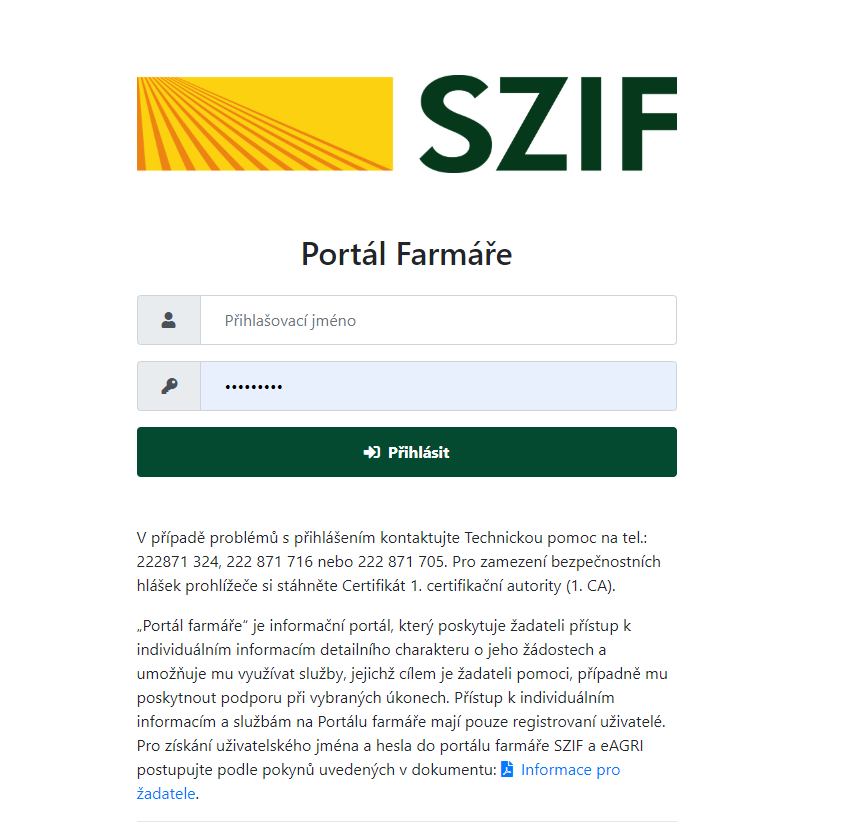 SZIF
Portál Farmáře
Přihlašovací jméno
•••••••••
Přihlásit
V případě problémů s přihlášením kontaktujte Technickou pomoc na tel.:
222871 324, 222 871 716 nebo 222 871 705. Pro zamezení bezpečnostních
hlášek prohlížeče si stáhněte Certifikát 1. certifikační autority (1. CA).
„Portál farmáře“ je informační portál, který poskytuje žadateli přístup k
individuálním informacím detailního charakteru o jeho žádostech a
umožňuje mu využívat služby, jejichž cílem je žadateli pomoci, případně mu
poskytnout podporu při vybraných úkonech. Přístup k individuálním
informacím a službám na Portálu farmáře mají pouze registrovaní uživatelé.
Pro získání uživatelského jména a hesla do portálu farmáře SZIF a eAGRI
postupujte podle pokynů uvedených v dokumentu: Informace pro
žadatele.